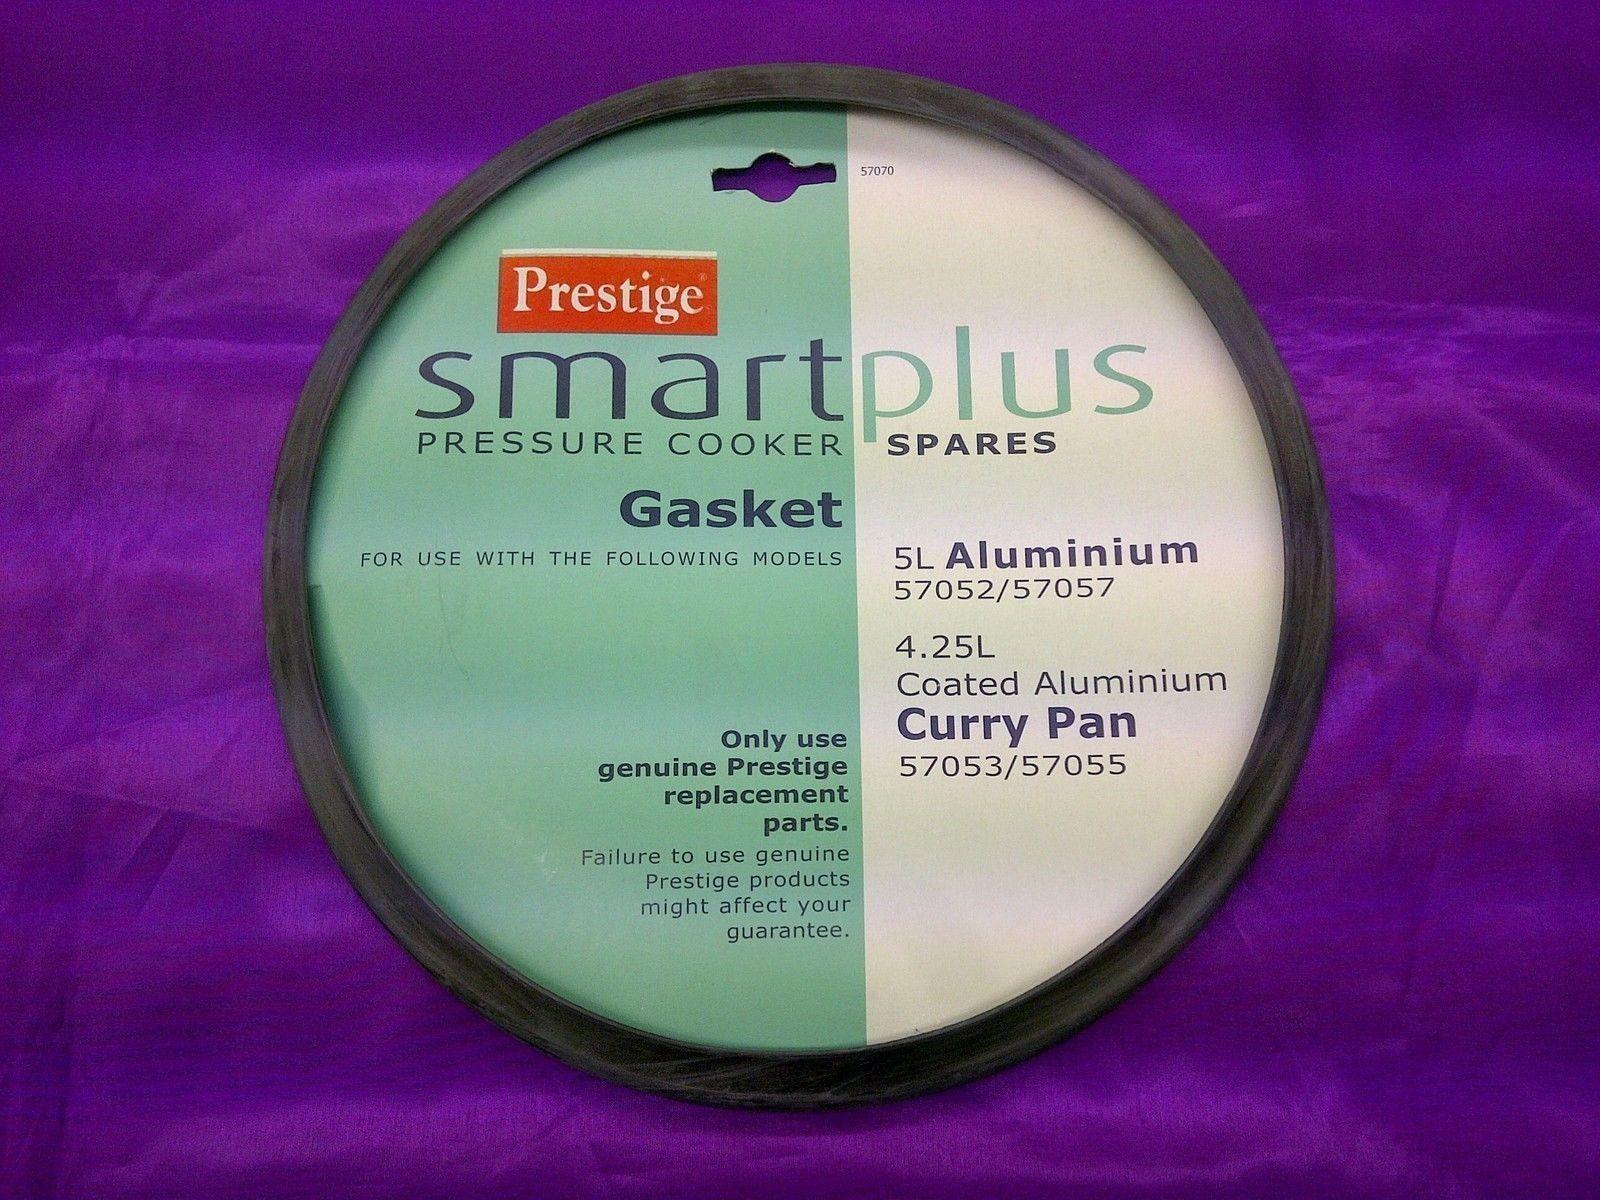 57070
Prestige®
smartplus
PRESSURE COOKER SPARES
Gasket
FOR USE WITH THE FOLLOWING MODELS
5L Aluminium
57052/57057
4.25L
Coated Aluminium
Curry Pan
57053/57055
Only use
genuine Prestige
replacement
parts.
Failure to use genuine
Prestige products
might affect your
guarantee.